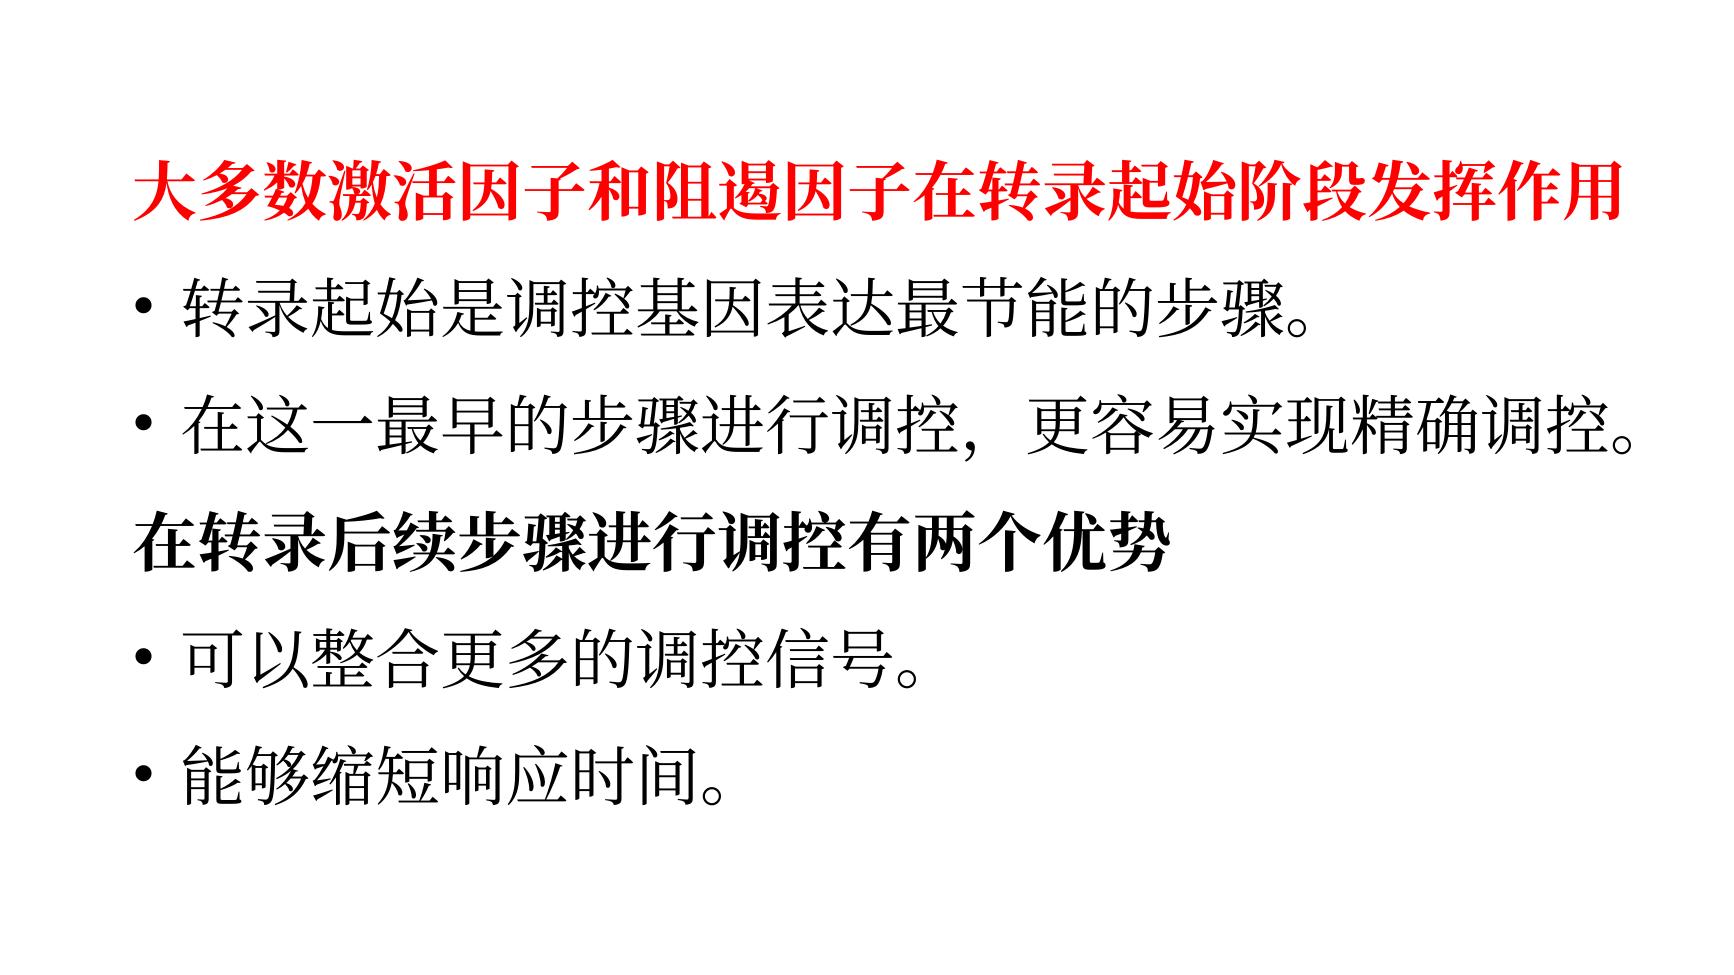 大多数激活因子和阻遏因子在转录起始阶段发挥作用
• 转录起始是调控基因表达最节能的步骤。
• 在这一最早的步骤进行调控，更容易实现精确调控。
在转录后续步骤进行调控有两个优势
• 可以整合更多的调控信号。
• 能够缩短响应时间。